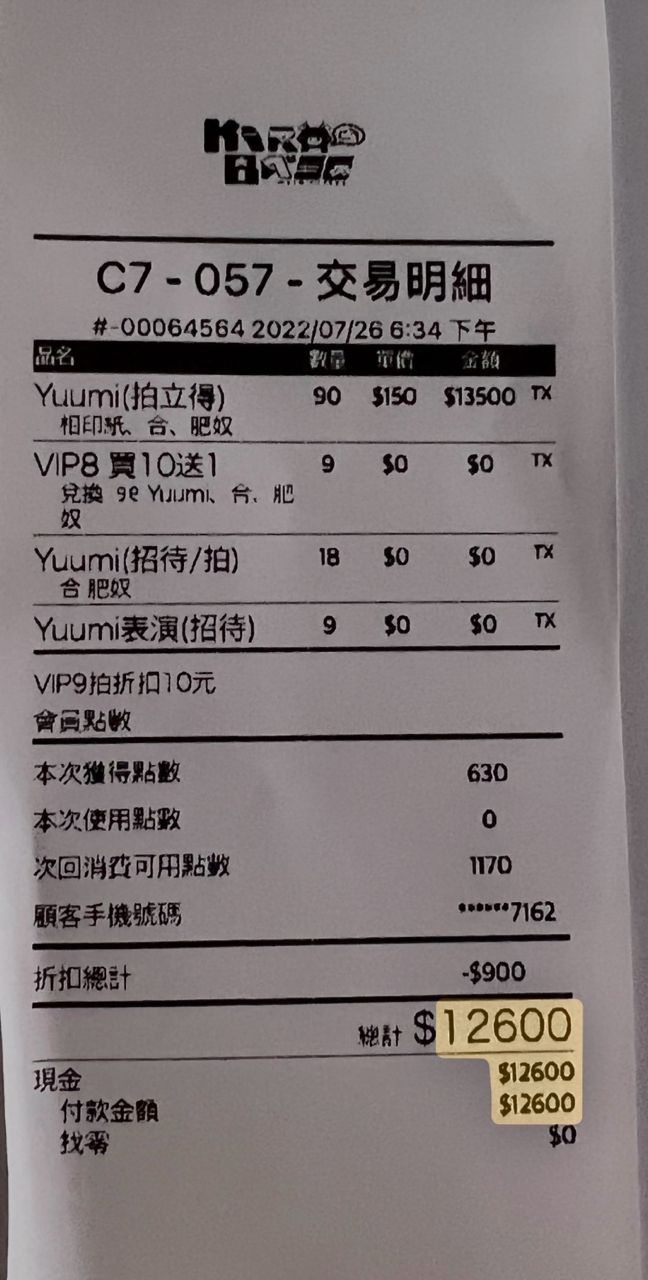 C7 - 057 - 交易明細
#-00064564 2022/07/26 6:34 下午
品名 數量 單價 金額
Yuumi(拍立得) 90 $150 $13500 TX
相印紙、合、肥奴
VIP8 買10送1 9 $0 $0 TX
兌換 9e Yuumi、合、肥
奴
Yuumi(招待/拍) 18 $0 $0 TX
合 肥奴
Yuumi表演(招待) 9 $0 $0 TX
VIP9拍折扣10元
會員點數
本次獲得點數 630
本次使用點數 0
次回消費可用點數 1170
顧客手機號碼 ******7162
折扣總計 -$900
總計 $12600
現金 $12600
付款金額 $12600
找零 $0